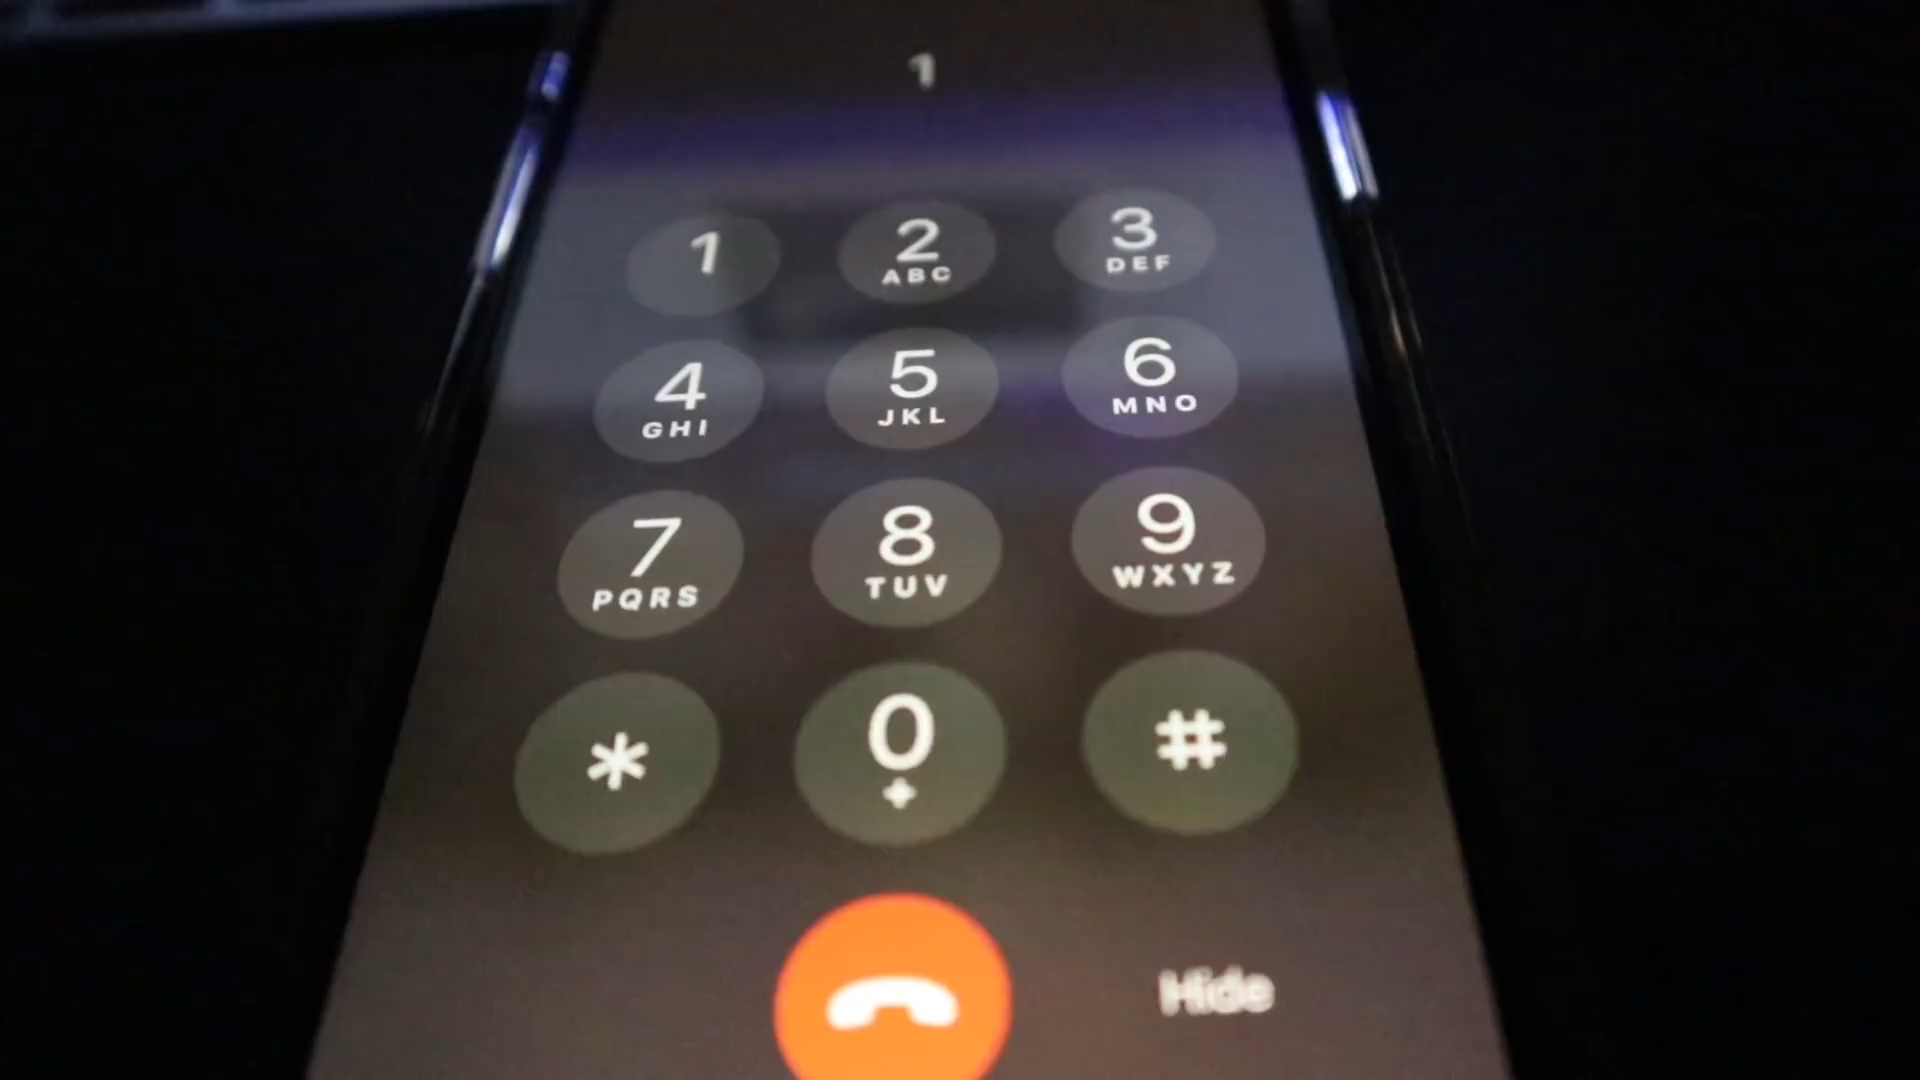 1
1 2 3
ABC DEF
4 5 6
GHI JKL MNO
7 8 9
PQRS TUV WXYZ
* 0 #
+
Hide